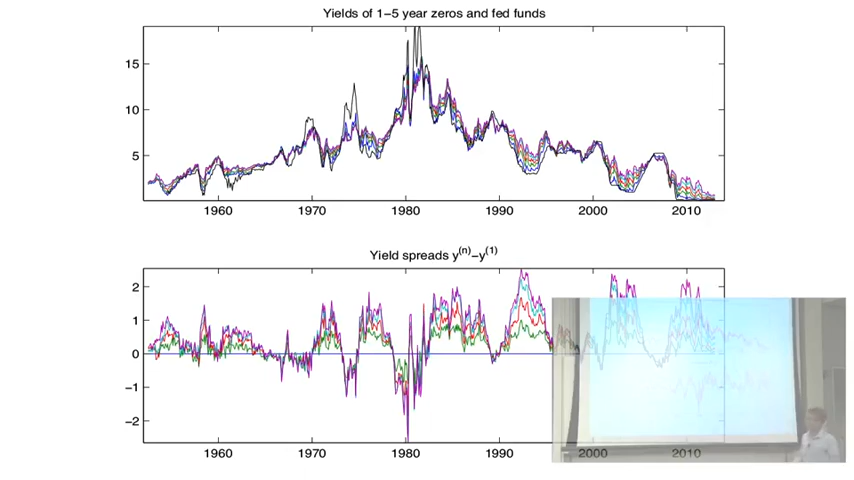 Yields of 1−5 year zeros and fed funds
15
10
5
1960 1970 1980 1990 2000 2010
Yield spreads y(n)−y(1)
2
1
0
−1
−2
1960 1970 1980 1990 2000 2010